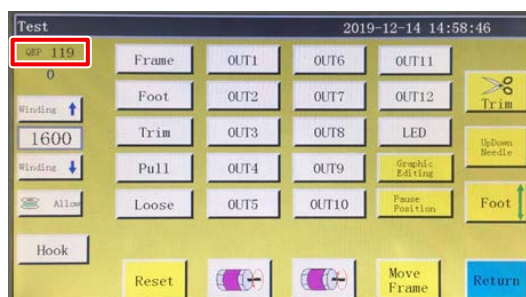 Test 2019-12-14 14:58:46
QEP 119
0
Frame OUT1 OUT6 OUT11
Foot OUT2 OUT7 OUT12
Trim
Winding
1600
Trim OUT3 OUT8 LED
UpDown
Needle
Winding
Pull OUT4 OUT9 Graphic
Editing
Allow
Loose OUT5 OUT10 Pause
Position
Foot
Hook
Reset
Move
Frame
Return